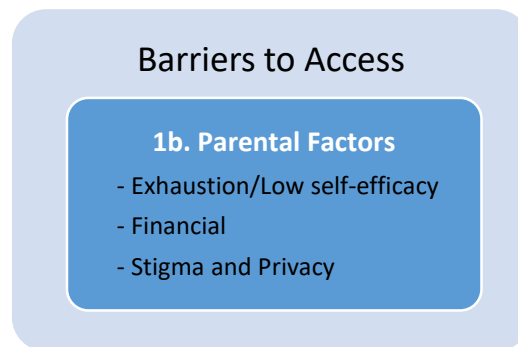 Barriers to Access
1b. Parental Factors
- Exhaustion/Low self-efficacy
- Financial
- Stigma and Privacy